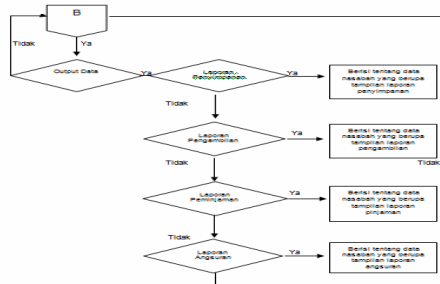 B
Tidak
Ya
Output Data
Ya
Laporan
Penyimpanan
Ya
Berisi tentang data
nasabah yang berupa
tampilan laporan
penyimpanan
Tidak
Laporan
Pengambilan
Ya
Berisi tentang data
nasabah yang berupa
tampilan laporan
pengambilan
Tidak
Tidak
Laporan
Peminjaman
Ya
Berisi tentang data
nasabah yang berupa
tampilan laporan
pinjaman
Tidak
Laporan
Angsuran
Ya
Berisi tentang data
nasabah yang berupa
tampilan laporan
angsuran